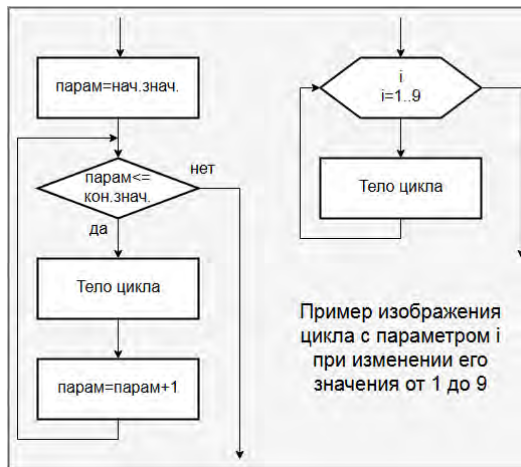 парам=нач.знач.
парам<=
кон.знач.
нет
да
Тело цикла
парам=парам+1
i
i=1..9
Тело цикла
Пример изображения
цикла с параметром i
при изменении его
значения от 1 до 9